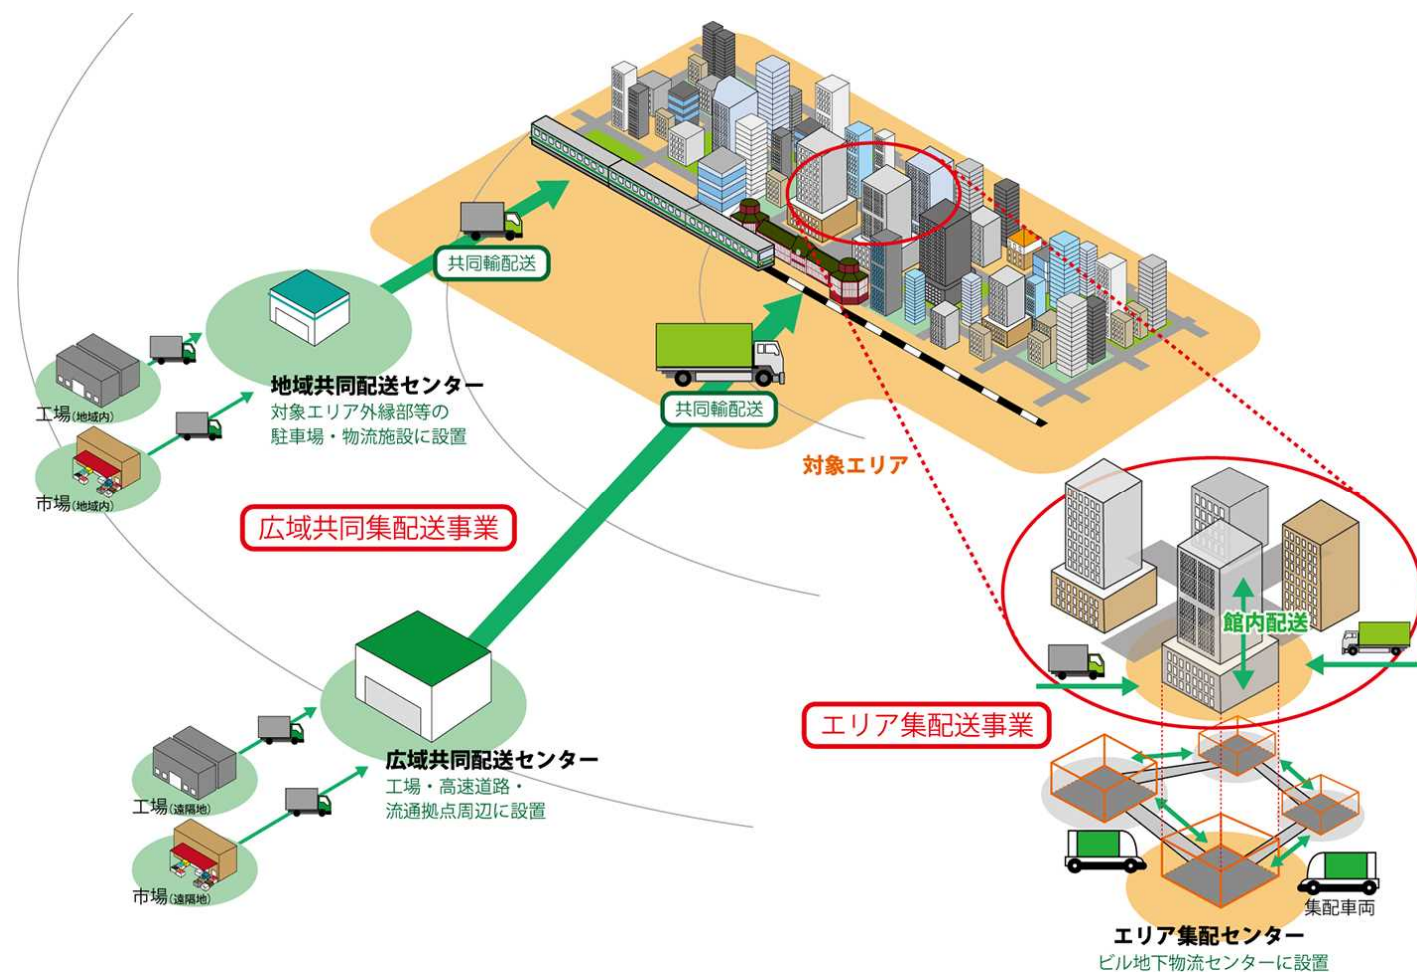 共同輸配送
地域共同配送センター
対象エリア外縁部等の
駐車場・物流施設に設置
工場(地域内)
市場(地域内)
共同輸配送
対象エリア
広域共同集配送事業
館内配送
エリア集配送事業
広域共同配送センター
工場・高速道路・
流通拠点周辺に設置
工場(遠隔地)
市場(遠隔地)
集配車両
エリア集配センター
ビル地下物流センターに設置